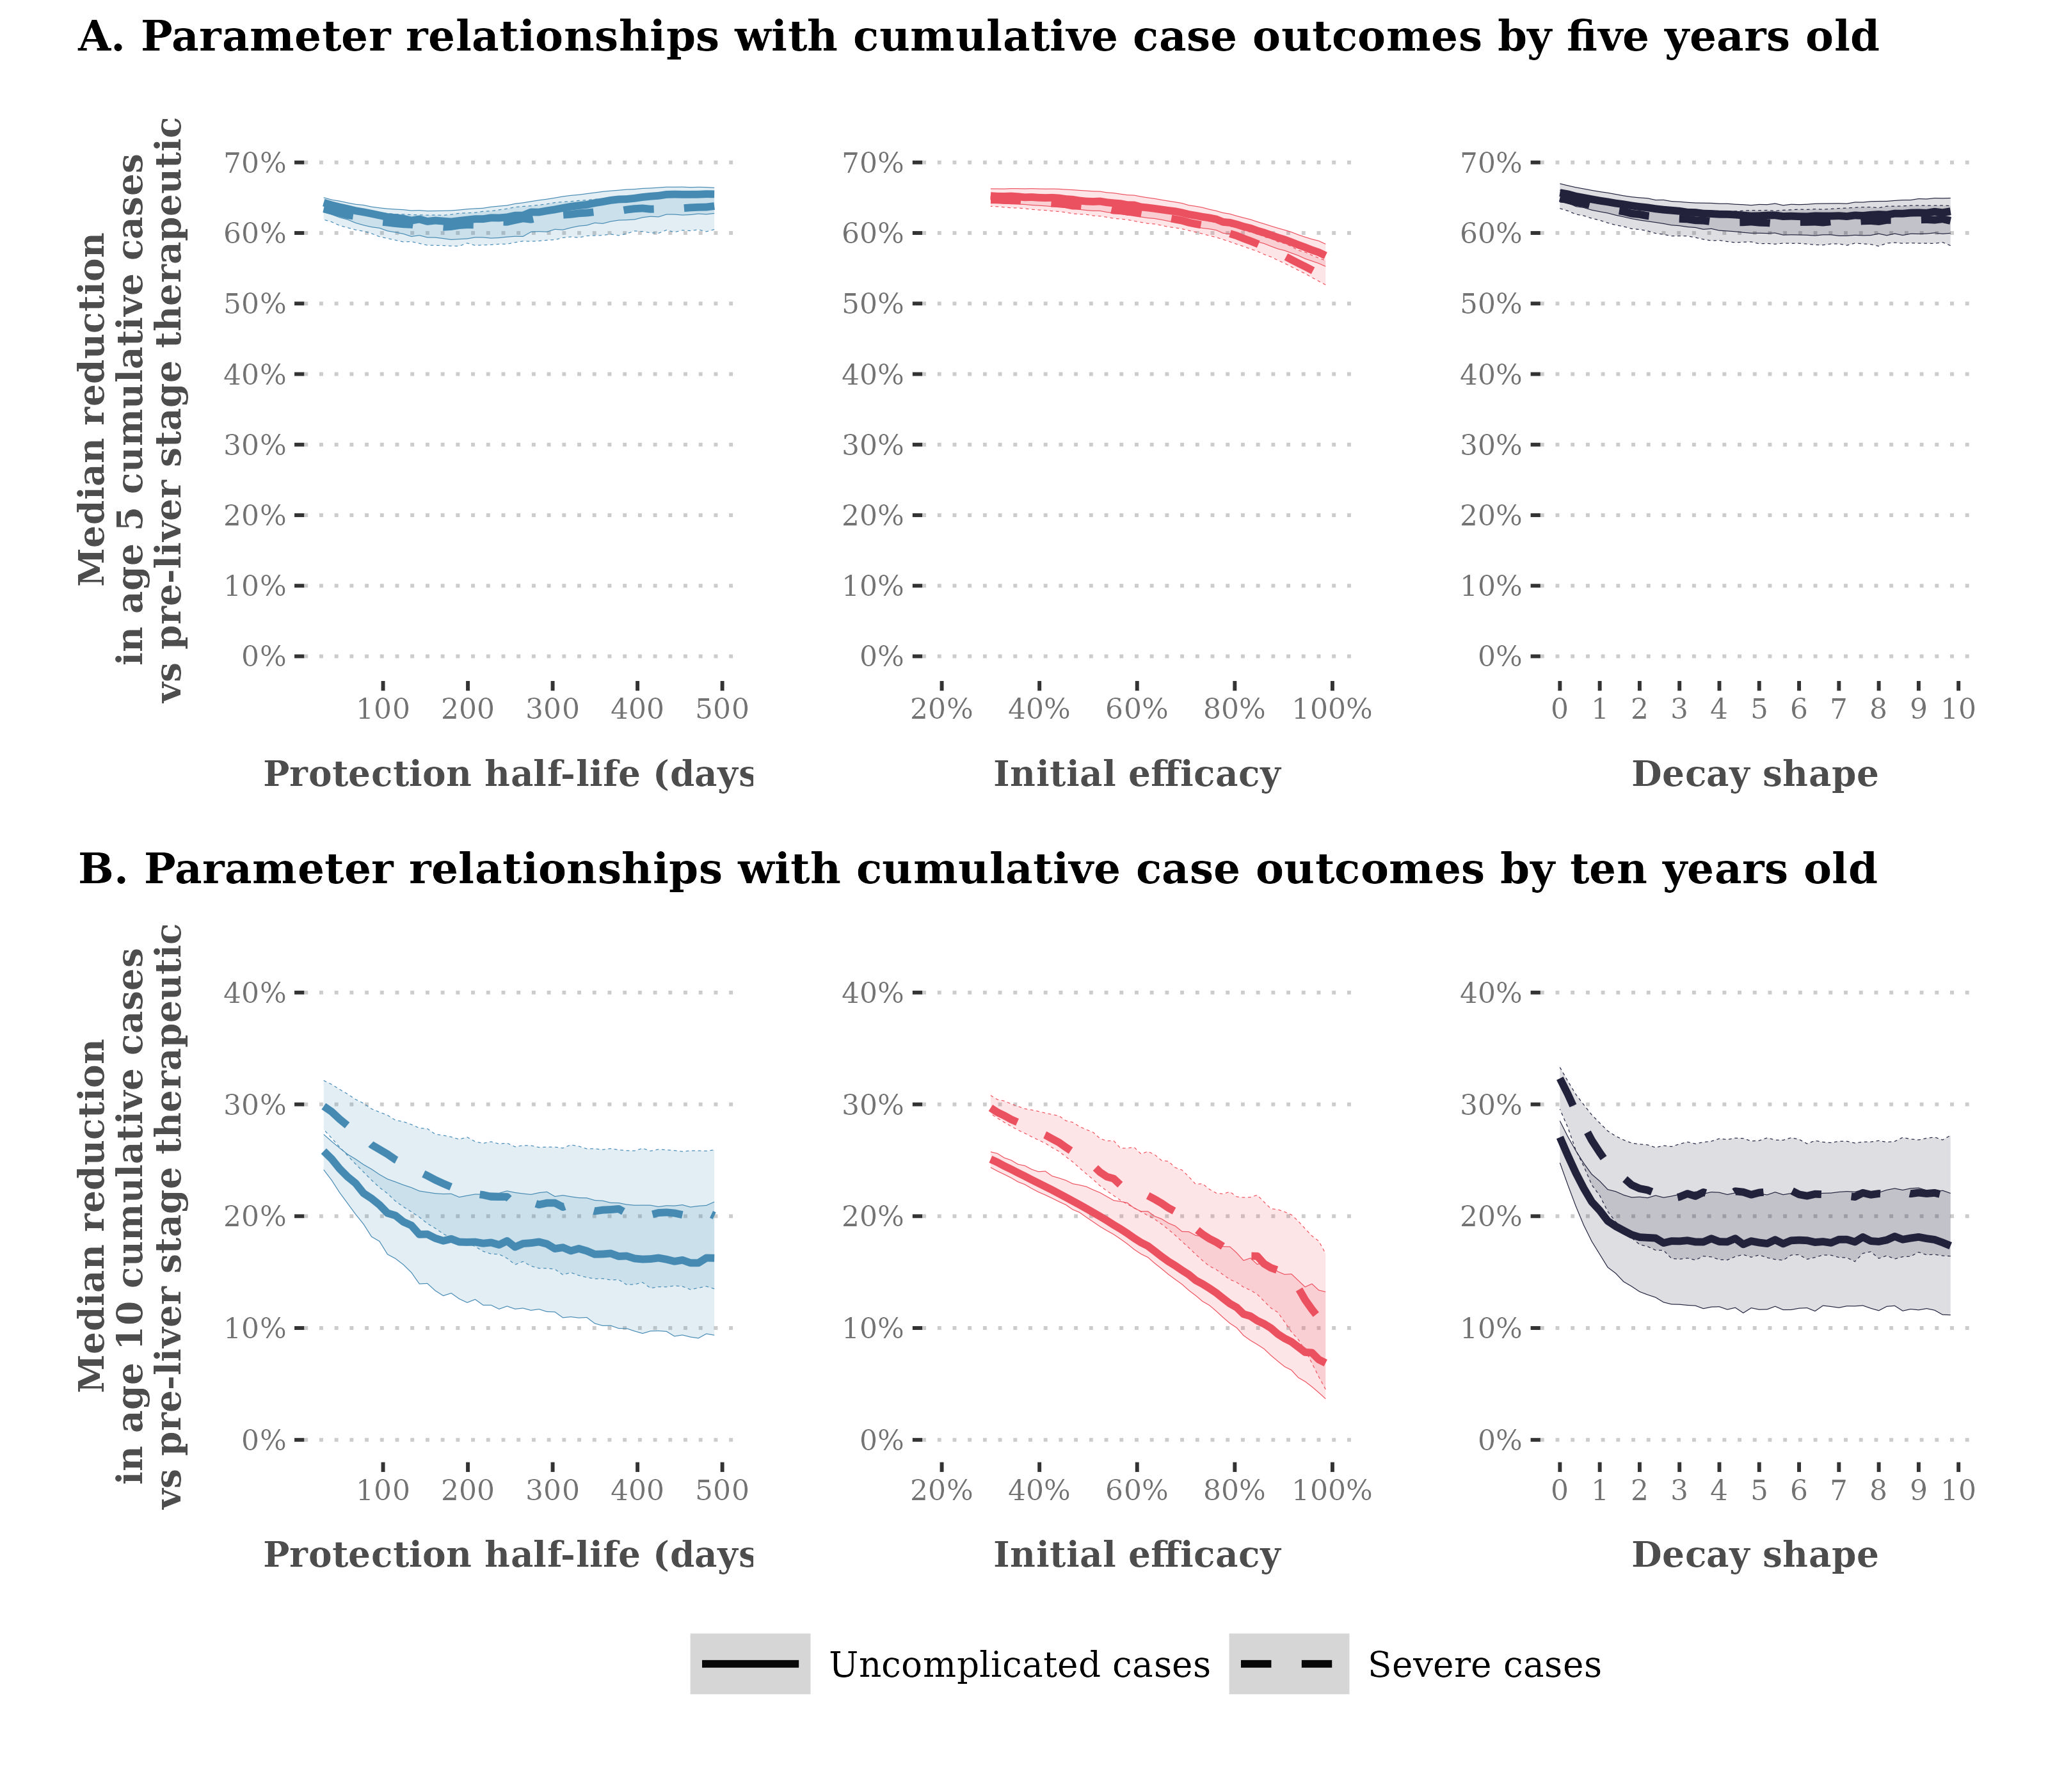 A. Parameter relationships with cumulative case outcomes by five years old
Median reduction
in age 5 cumulative cases
vs pre-liver stage therapeutic
70%
60%
50%
40%
30%
20%
10%
0%
100 200 300 400 500
Protection half-life (days
70%
60%
50%
40%
30%
20%
10%
0%
20% 40% 60% 80% 100%
Initial efficacy
70%
60%
50%
40%
30%
20%
10%
0%
0 1 2 3 4 5 6 7 8 9 10
Decay shape
B. Parameter relationships with cumulative case outcomes by ten years old
Median reduction
in age 10 cumulative cases
vs pre-liver stage therapeutic
40%
30%
20%
10%
0%
100 200 300 400 500
Protection half-life (days
40%
30%
20%
10%
0%
20% 40% 60% 80% 100%
Initial efficacy
40%
30%
20%
10%
0%
0 1 2 3 4 5 6 7 8 9 10
Decay shape
Uncomplicated cases Severe cases